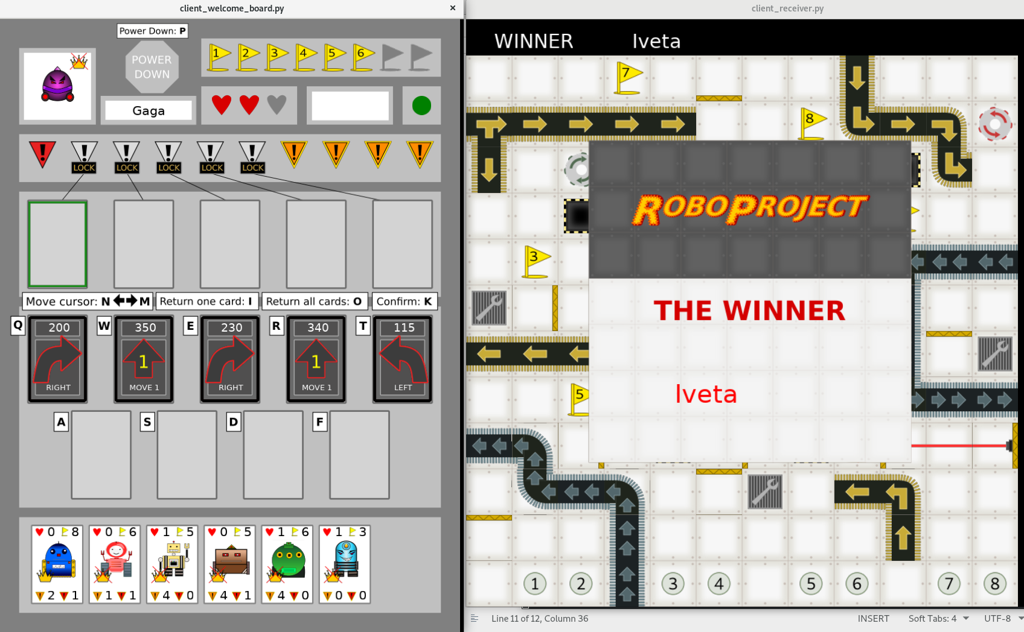 client_welcome_board.py ×
Power Down: P
POWER
DOWN
Gaga
1 2 3 4 5 6
! ! ! ! ! ! ! ! ! !
LOCK LOCK LOCK LOCK LOCK
Move cursor: N M Return one card: I Return all cards: O Confirm: K
Q 200 W 350 E 230 R 340 T 115
1 1
RIGHT MOVE 1 RIGHT MOVE 1 LEFT
A S D F
0 8 0 6 1 5 0 5 1 6 1 3
2 1 1 1 4 0 4 1 4 0 0 0
client_receiver.py
WINNER Iveta
7
8
ROBOPROJECT
3
THE WINNER
5
Iveta
1 2 3 4 5 6 7 8
Line 11 of 12, Column 36 INSERT Soft Tabs: 4 UTF-8